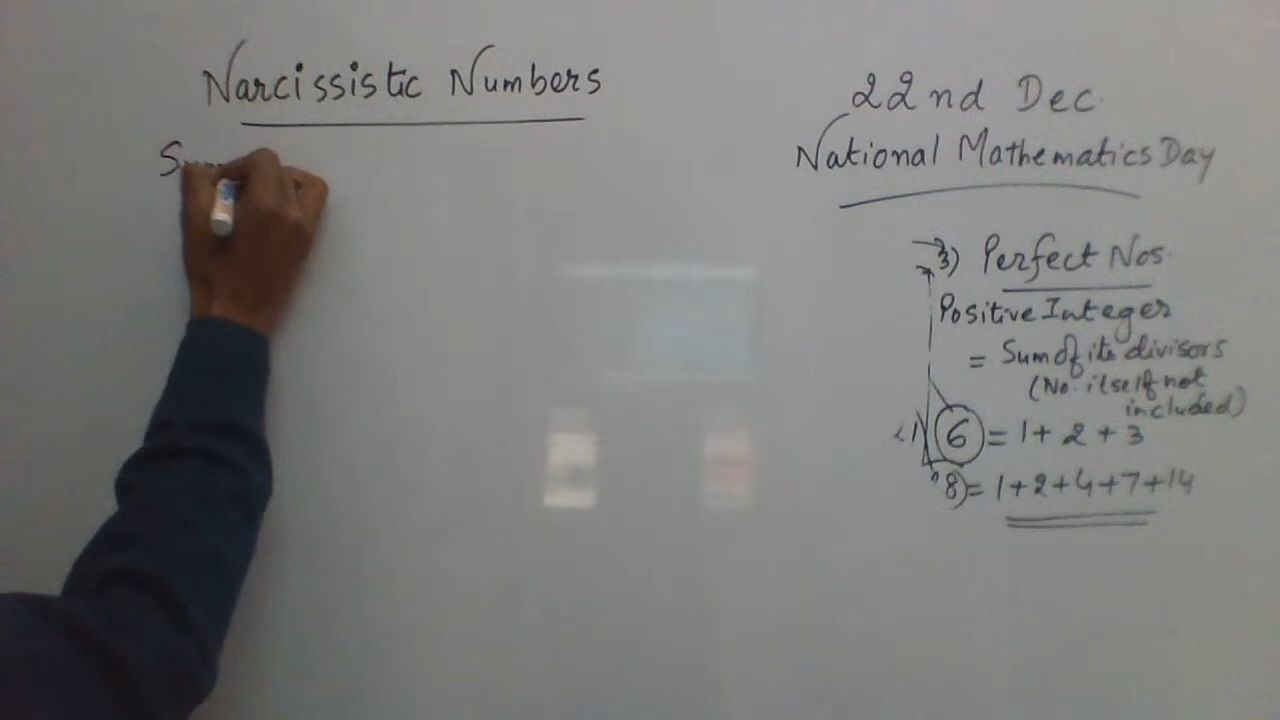 Narcissistic Numbers
22nd Dec.
National Mathematics Day
3) Perfect Nos.
Positive Integer
= Sum of its divisors
(No. itself not
included)
6 = 1 + 2 + 3
8) = 1 + 2 + 4 + 7 + 14